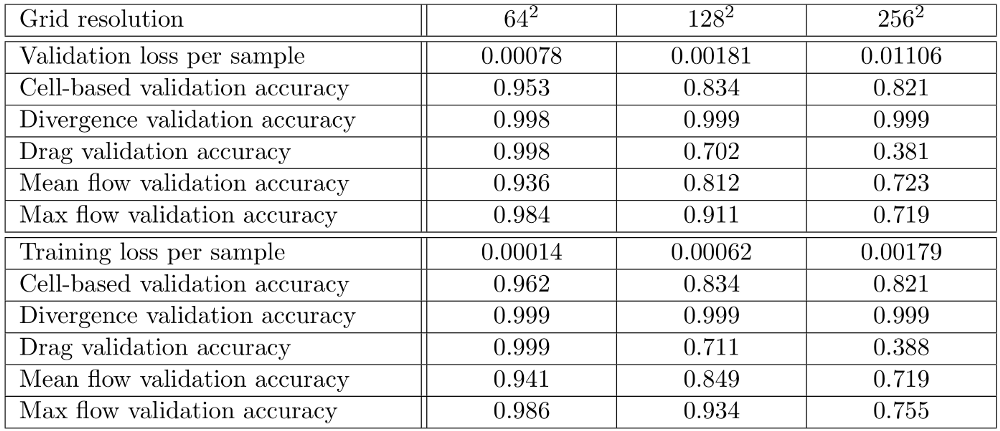 Grid resolution 64² 128² 256²
Validation loss per sample 0.00078 0.00181 0.01106
Cell-based validation accuracy 0.953 0.834 0.821
Divergence validation accuracy 0.998 0.999 0.999
Drag validation accuracy 0.998 0.702 0.381
Mean flow validation accuracy 0.936 0.812 0.723
Max flow validation accuracy 0.984 0.911 0.719
Training loss per sample 0.00014 0.00062 0.00179
Cell-based validation accuracy 0.962 0.834 0.821
Divergence validation accuracy 0.999 0.999 0.999
Drag validation accuracy 0.999 0.711 0.388
Mean flow validation accuracy 0.941 0.849 0.719
Max flow validation accuracy 0.986 0.934 0.755